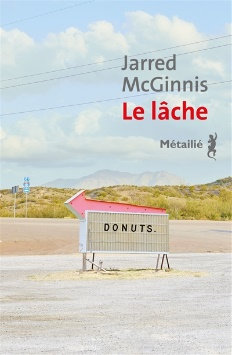 Jarred
McGinnis
Le lâche
Métailié
DONUTS.